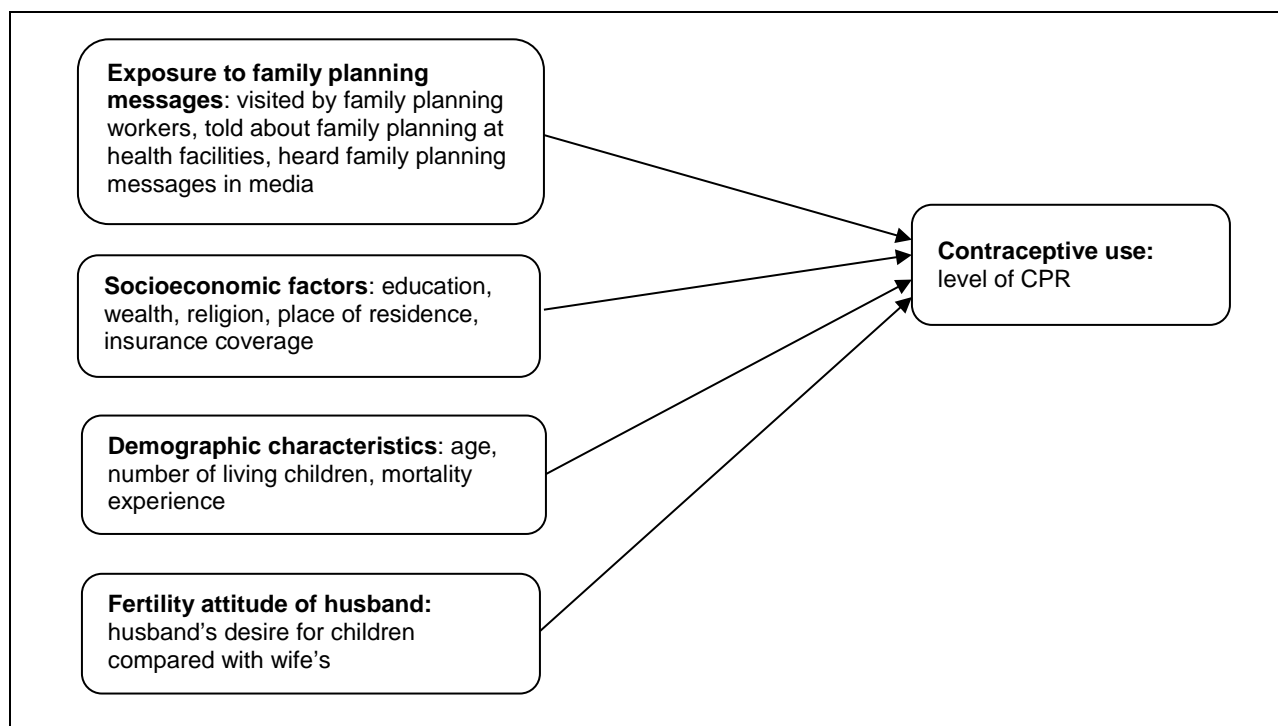 Exposure to family planning
messages: visited by family planning
workers, told about family planning at
health facilities, heard family planning
messages in media
Socioeconomic factors: education,
wealth, religion, place of residence,
insurance coverage
Demographic characteristics: age,
number of living children, mortality
experience
Fertility attitude of husband:
husband’s desire for children
compared with wife’s
Contraceptive use:
level of CPR